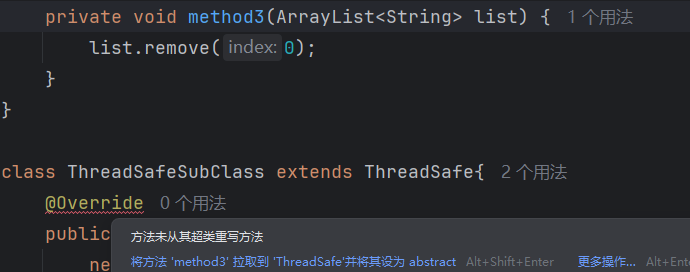 private void method3(ArrayList<String> list) { 1 个用法
list.remove( index: 0);
}
}
class ThreadSafeSubClass extends ThreadSafe{ 2 个用法
@Override 0 个用法
public
方法未从其超类重写方法
将方法 'method3' 拉取到 'ThreadSafe'并将其设为 abstract Alt+Shift+Enter 更多操作... Alt+Enter